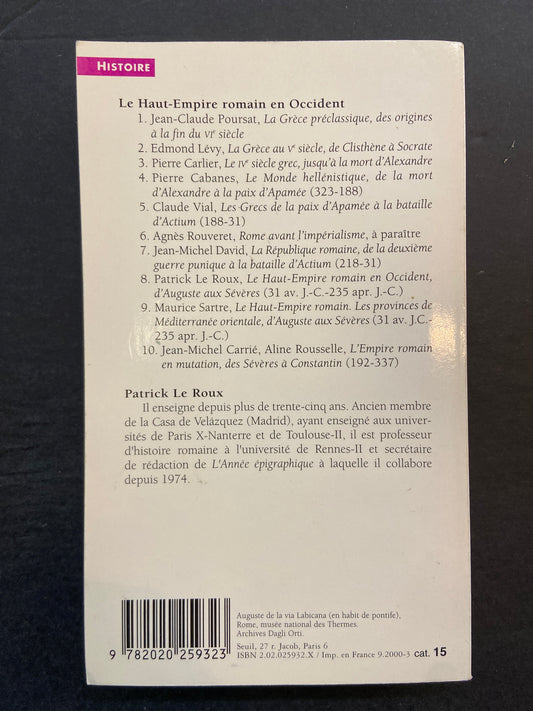 HISTOIRE
Le Haut-Empire romain en Occident
1. Jean-Claude Poursat, La Grèce préclassique, des origines
à la fin du VIe siècle
2. Edmond Lévy, La Grèce au Ve siècle, de Clisthène à Socrate
3. Pierre Carlier, Le IVe siècle grec, jusqu'à la mort d'Alexandre
4. Pierre Cabanes, Le Monde hellénistique, de la mort
d'Alexandre à la paix d'Apamée (323-188)
5. Claude Vial, Les Grecs de la paix d'Apamée à la bataille
d'Actium (188-31)
6. Agnès Rouveret, Rome avant l'impérialisme, à paraître
7. Jean-Michel David, La République romaine, de la deuxième
guerre punique à la bataille d'Actium (218-31)
8. Patrick Le Roux, Le Haut-Empire romain en Occident,
d'Auguste aux Sévères (31 av. J.-C.-235 apr. J.-C.)
9. Maurice Sartre, Le Haut-Empire romain. Les provinces de
Méditerranée orientale, d'Auguste aux Sévères (31 av. J.C.-
235 apr. J.-C.)
10. Jean-Michel Carrié, Aline Rousselle, L'Empire romain
en mutation, des Sévères à Constantin (192-337)
Patrick Le Roux
Il enseigne depuis plus de trente-cinq ans. Ancien membre
de la Casa de Velázquez (Madrid), ayant enseigné aux univer-
sités de Paris X-Nanterre et de Toulouse-II, il est professeur
d'histoire romaine à l'université de Rennes-II et secrétaire
de rédaction de L'Année épigraphique à laquelle il collabore
depuis 1974.
Auguste de la via Labicana (en habit de pontife),
Rome, musée national des Thermes.
Archives Dagli Orti.
Seuil, 27 r. Jacob, Paris 6
ISBN 2.02.025932.X / Imp. en France 9.2000-3 cat. 15
9 782020 259323